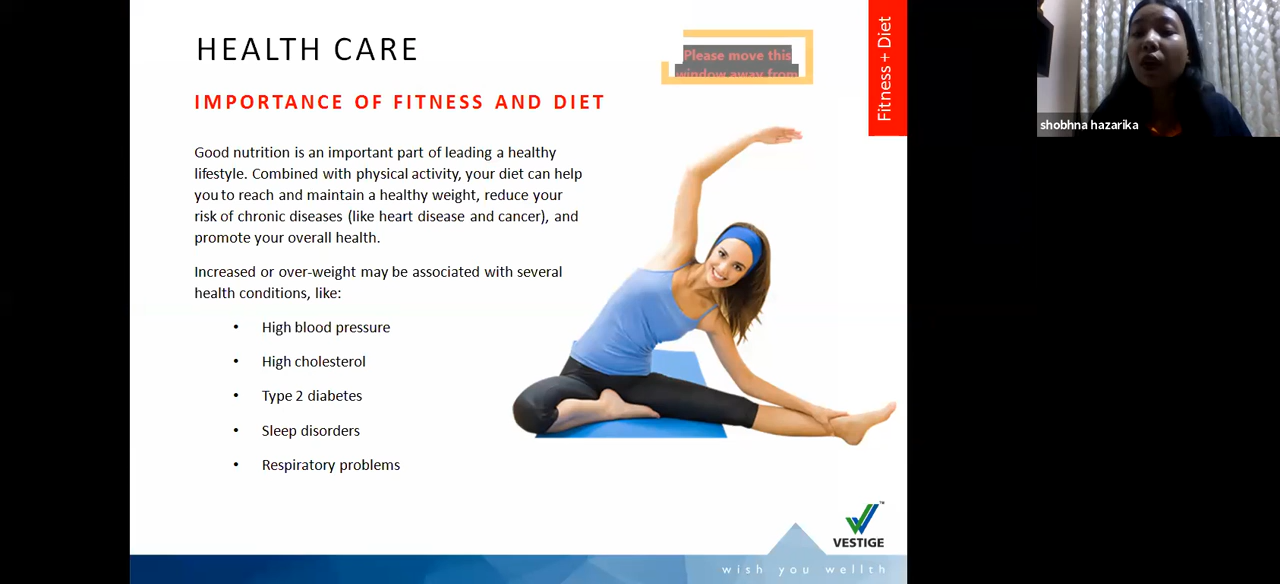 HEALTH CARE
Please move this
window away from
Fitness + Diet
shobhna hazarika
IMPORTANCE OF FITNESS AND DIET
Good nutrition is an important part of leading a healthy
lifestyle. Combined with physical activity, your diet can help
you to reach and maintain a healthy weight, reduce your
risk of chronic diseases (like heart disease and cancer), and
promote your overall health.
Increased or over-weight may be associated with several
health conditions, like:
• High blood pressure
• High cholesterol
• Type 2 diabetes
• Sleep disorders
• Respiratory problems
VESTIGE™
wish you wellth